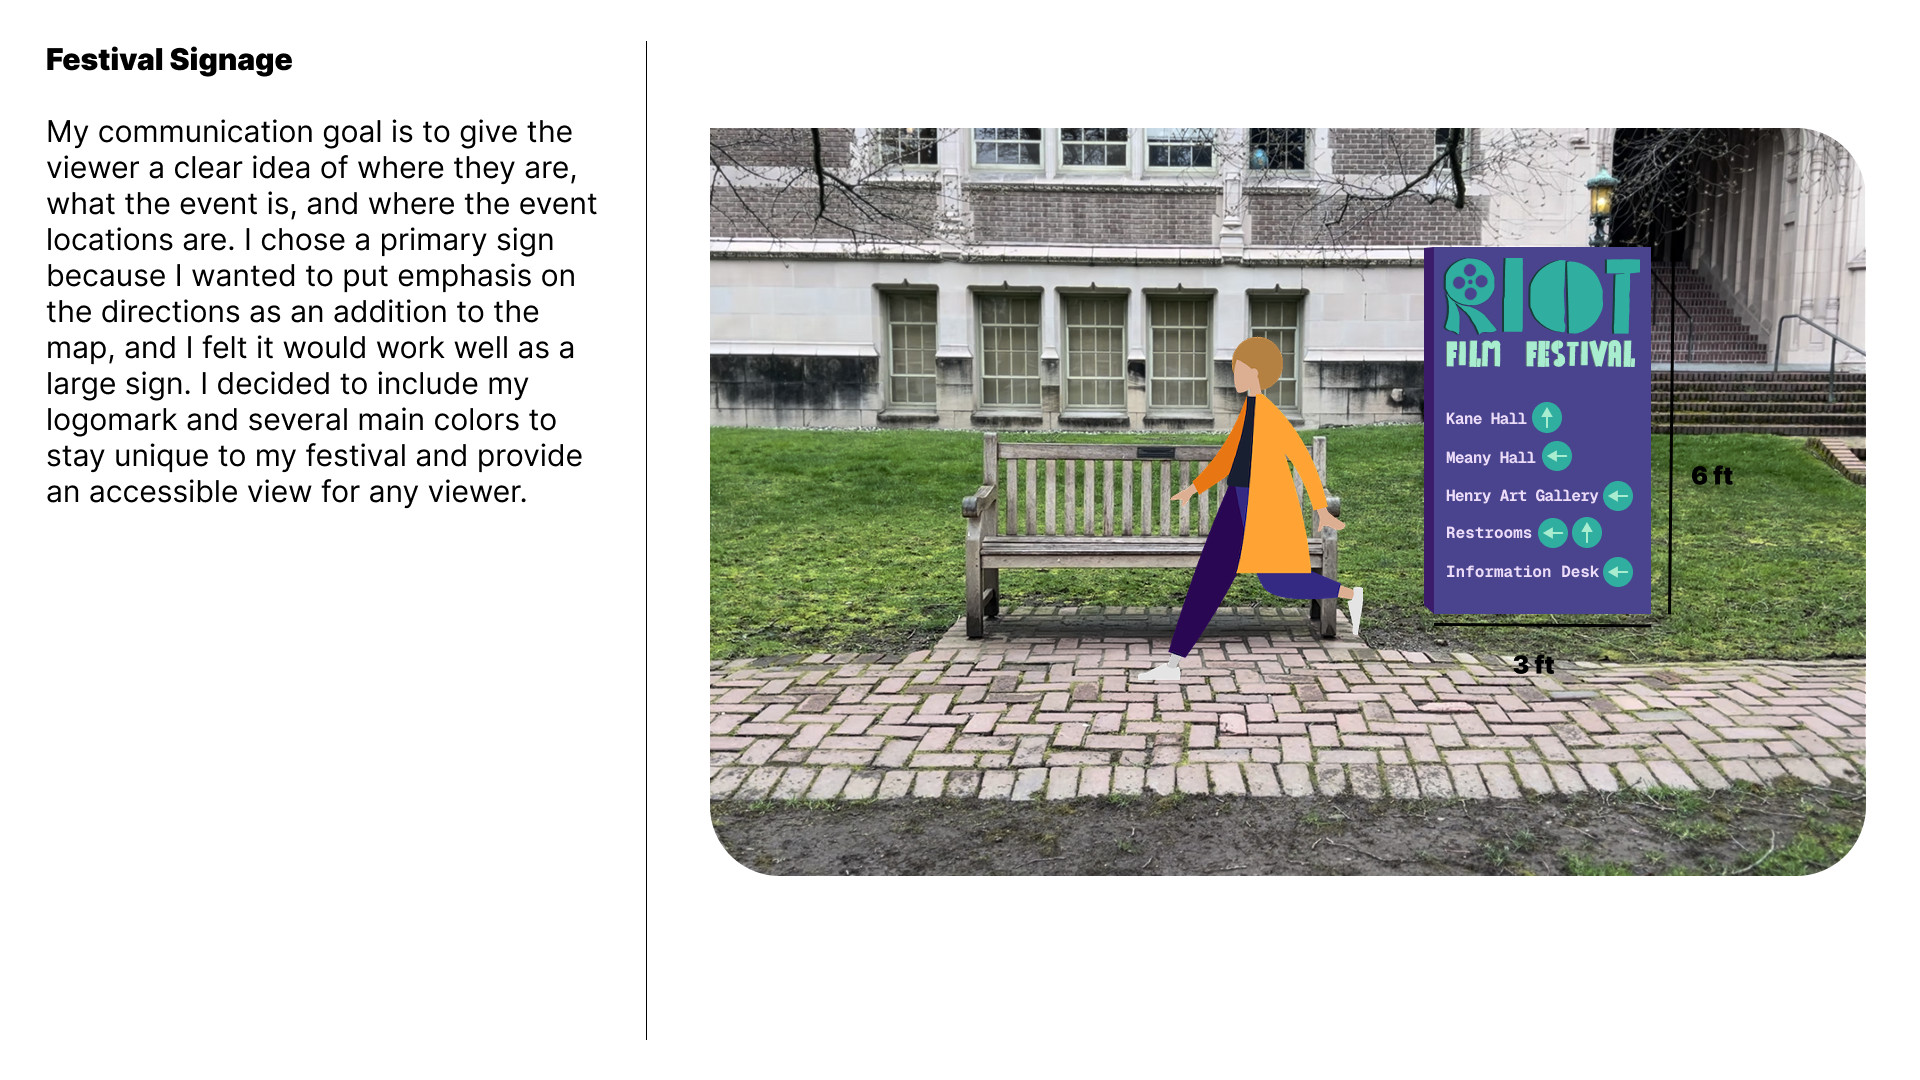 Festival Signage
My communication goal is to give the
viewer a clear idea of where they are,
what the event is, and where the event
locations are. I chose a primary sign
because I wanted to put emphasis on
the directions as an addition to the
map, and I felt it would work well as a
large sign. I decided to include my
logomark and several main colors to
stay unique to my festival and provide
an accessible view for any viewer.
RIOT
FILM FESTIVAL
Kane Hall
Meany Hall
Henry Art Gallery
Restrooms
Information Desk
6 ft
3 ft